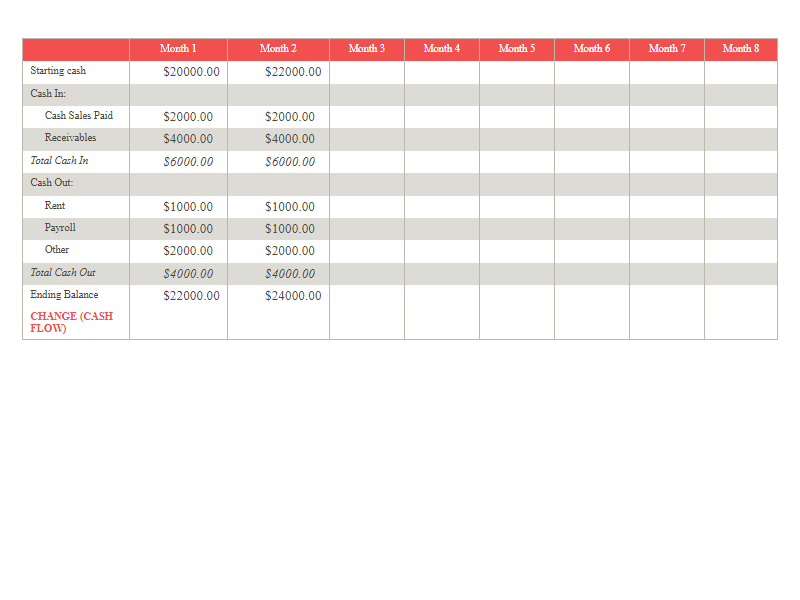 Month 1 Month 2 Month 3 Month 4 Month 5 Month 6 Month 7 Month 8
Starting cash $20000.00 $22000.00
Cash In:
Cash Sales Paid $2000.00 $2000.00
Receivables $4000.00 $4000.00
Total Cash In $6000.00 $6000.00
Cash Out:
Rent $1000.00 $1000.00
Payroll $1000.00 $1000.00
Other $2000.00 $2000.00
Total Cash Out $4000.00 $4000.00
Ending Balance $22000.00 $24000.00
CHANGE (CASH
FLOW)